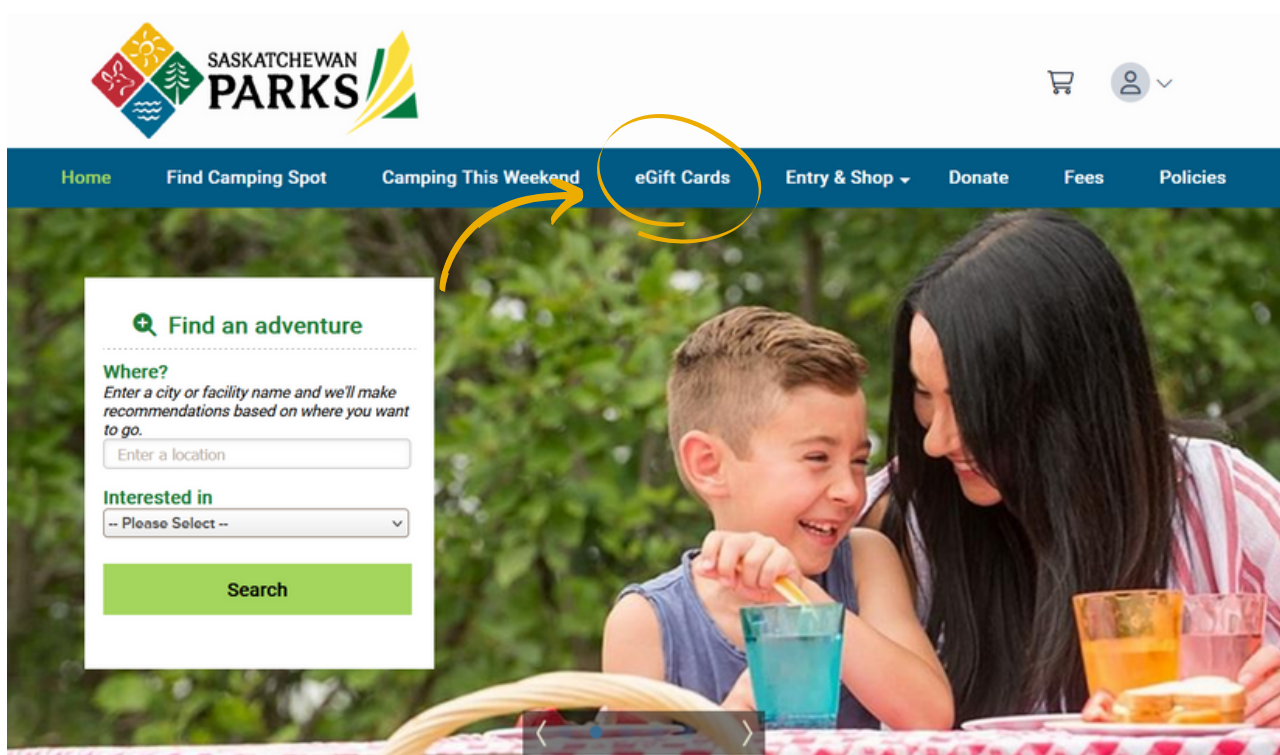 SASKATCHEWAN
PARKS
Home Find Camping Spot Camping This Weekend eGift Cards Entry & Shop Donate Fees Policies
Find an adventure
Where?
Enter a city or facility name and we'll make
recommendations based on where you want
to go.
Enter a location
Interested in
-- Please Select --
Search